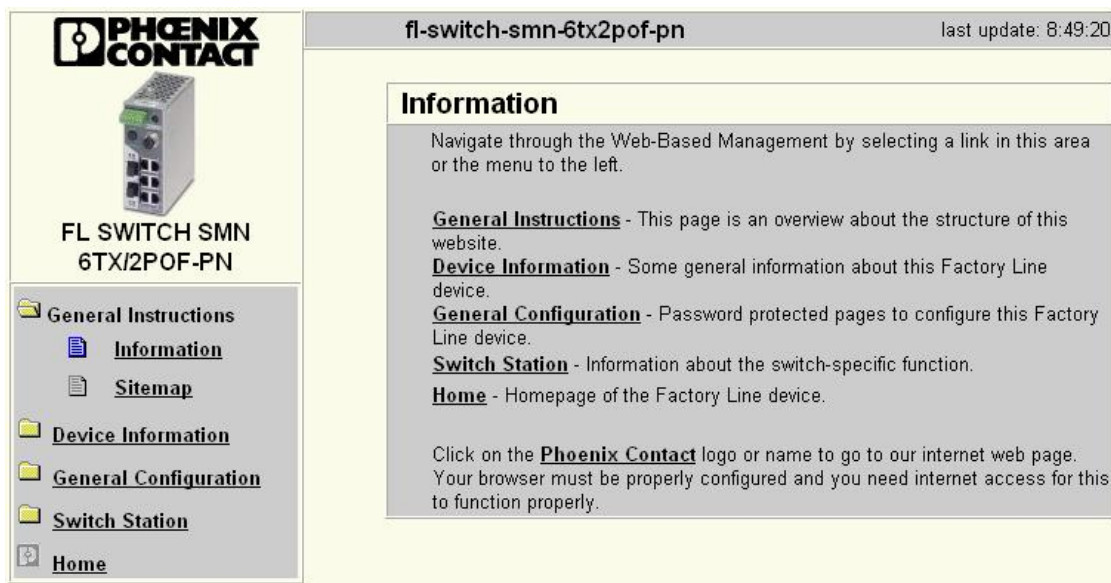 PHŒNIX
CONTACT
FL SWITCH SMN
6TX/2POF-PN
General Instructions
Information
Sitemap
Device Information
General Configuration
Switch Station
Home
fl-switch-smn-6tx2pof-pn
last update: 8:49:20
Information
Navigate through the Web-Based Management by selecting a link in this area
or the menu to the left.
General Instructions - This page is an overview about the structure of this
website.
Device Information - Some general information about this Factory Line
device.
General Configuration - Password protected pages to configure this Factory
Line device.
Switch Station - Information about the switch-specific function.
Home - Homepage of the Factory Line device.
Click on the Phoenix Contact logo or name to go to our internet web page.
Your browser must be properly configured and you need internet access for this
to function properly.